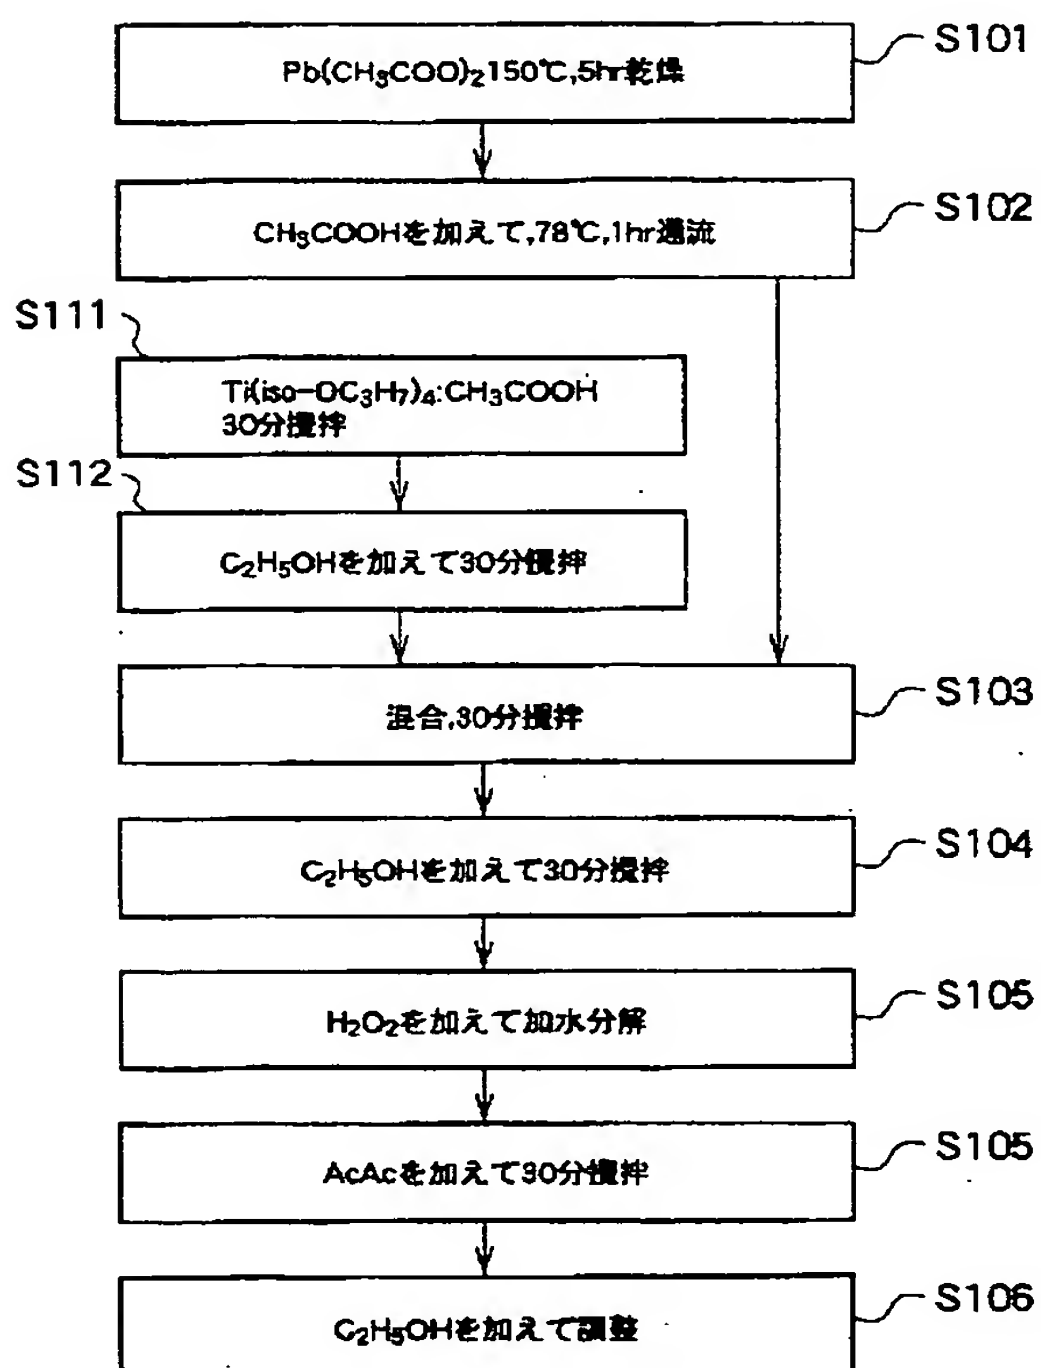 Pb(CH₃COO)₂150℃,5hr乾燥
S101
CH₃COOHを加えて,78℃,1hr還流
S102
S111
Ti(iso-OC₃H₇)₄:CH₃COOH
30分攪拌
S112
C₂H₅OHを加えて30分攪拌
混合,30分攪拌
S103
C₂H₅OHを加えて30分攪拌
S104
H₂O₂を加えて加水分解
S105
AcAcを加えて30分攪拌
S105
C₂H₅OHを加えて調整
S106